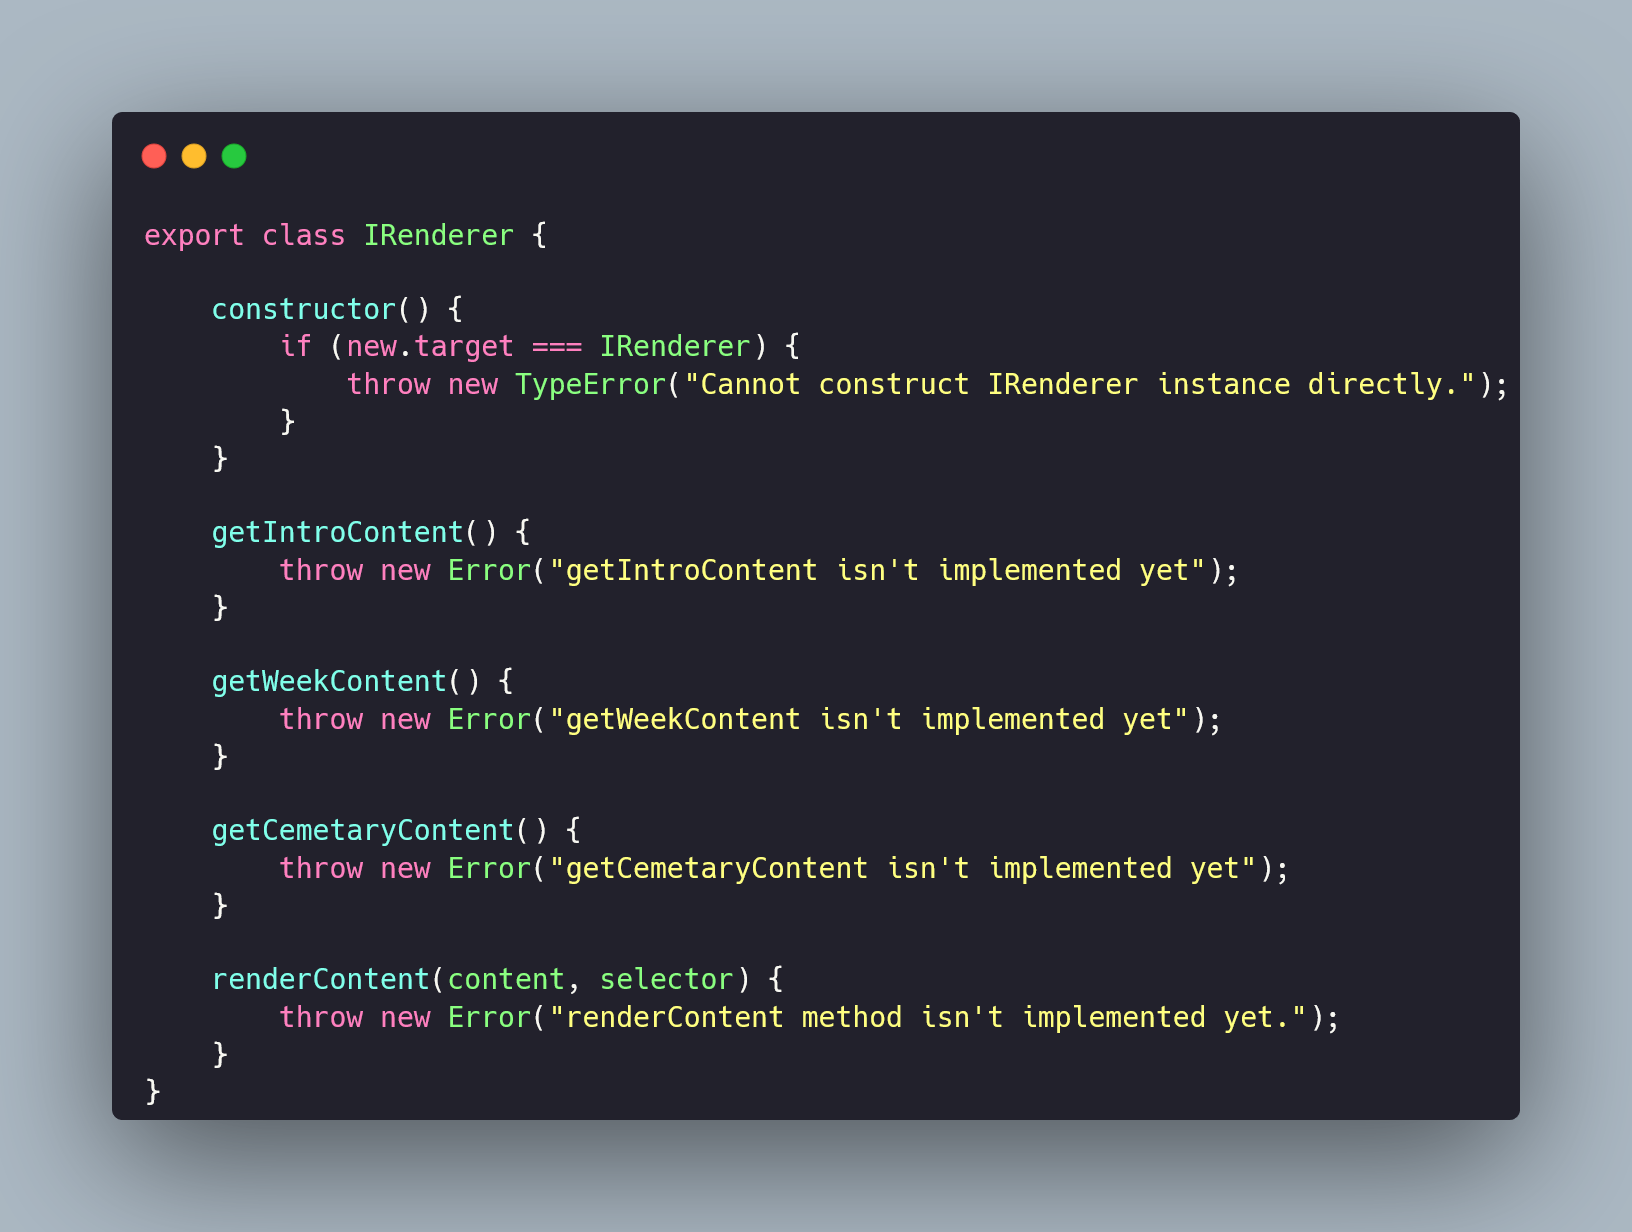 export class IRenderer {
    constructor() {
        if (new.target === IRenderer) {
            throw new TypeError("Cannot construct IRenderer instance directly.");
        }
    }
    getIntroContent() {
        throw new Error("getIntroContent isn't implemented yet");
    }
    getWeekContent() {
        throw new Error("getWeekContent isn't implemented yet");
    }
    getCemetaryContent() {
        throw new Error("getCemetaryContent isn't implemented yet");
    }
    renderContent(content, selector) {
        throw new Error("renderContent method isn't implemented yet.");
    }
}